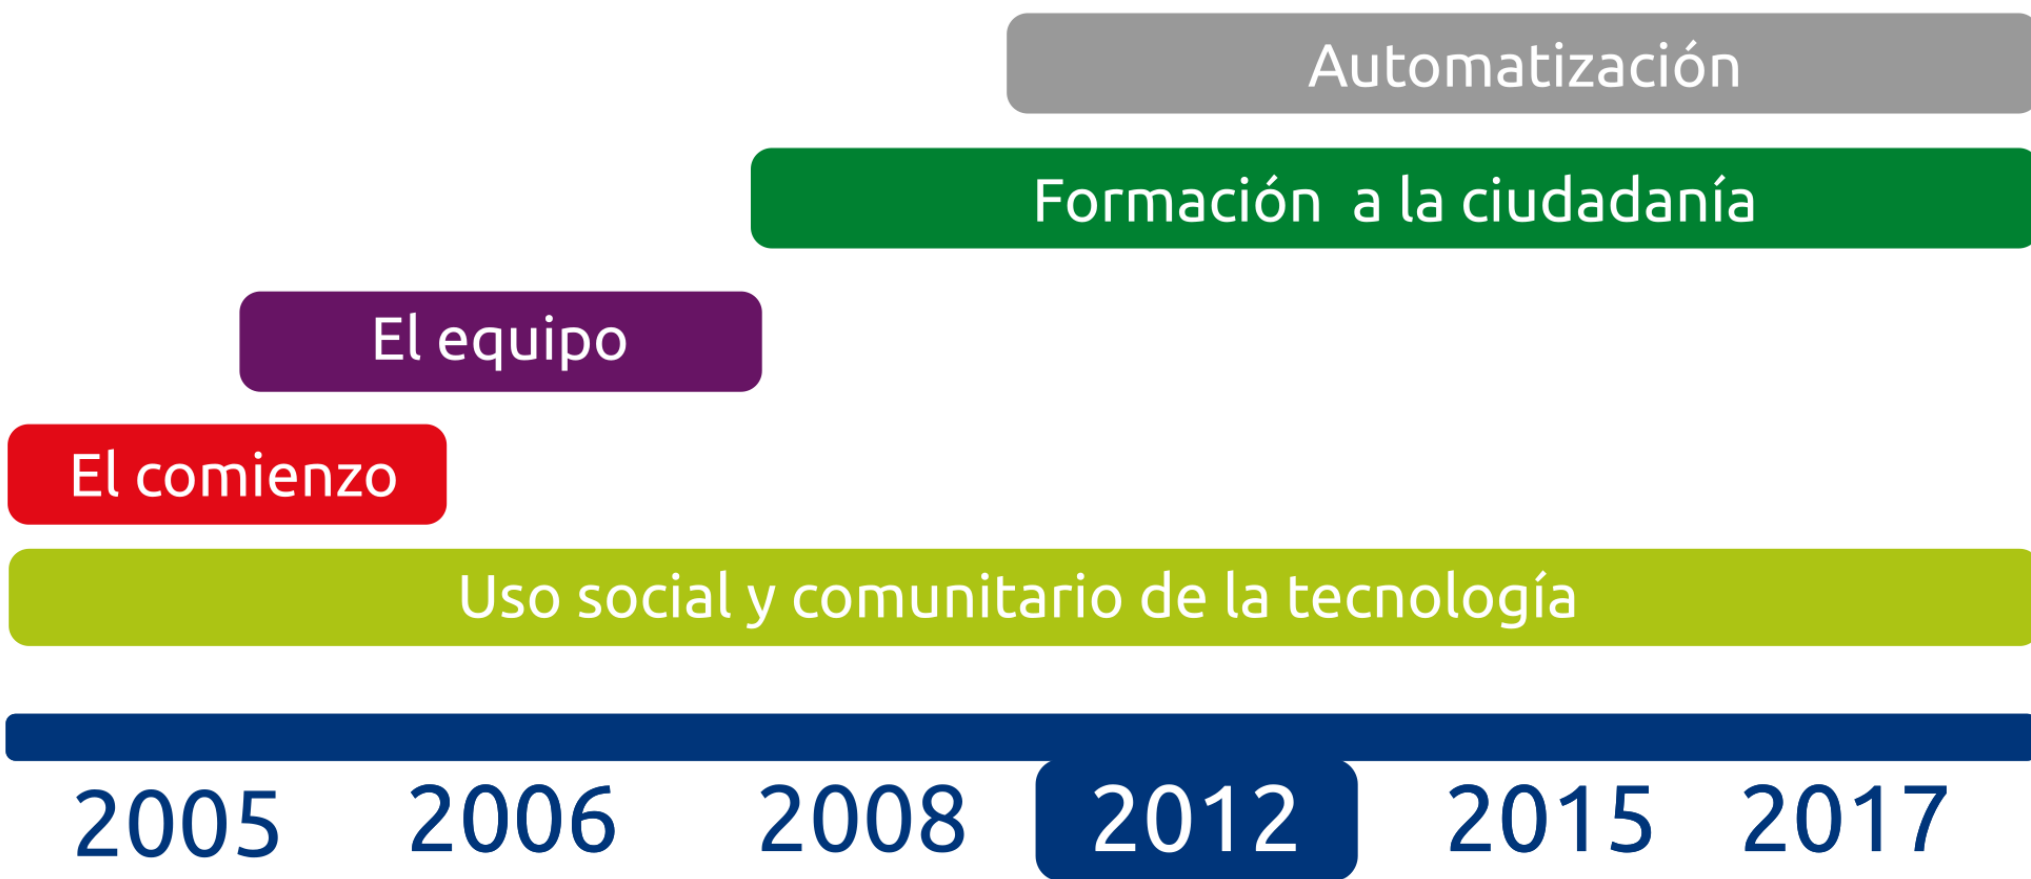 Automatización
Formación  a la ciudadanía
El equipo
El comienzo
Uso social y comunitario de la tecnología
2005 2006 2008 2012 2015 2017